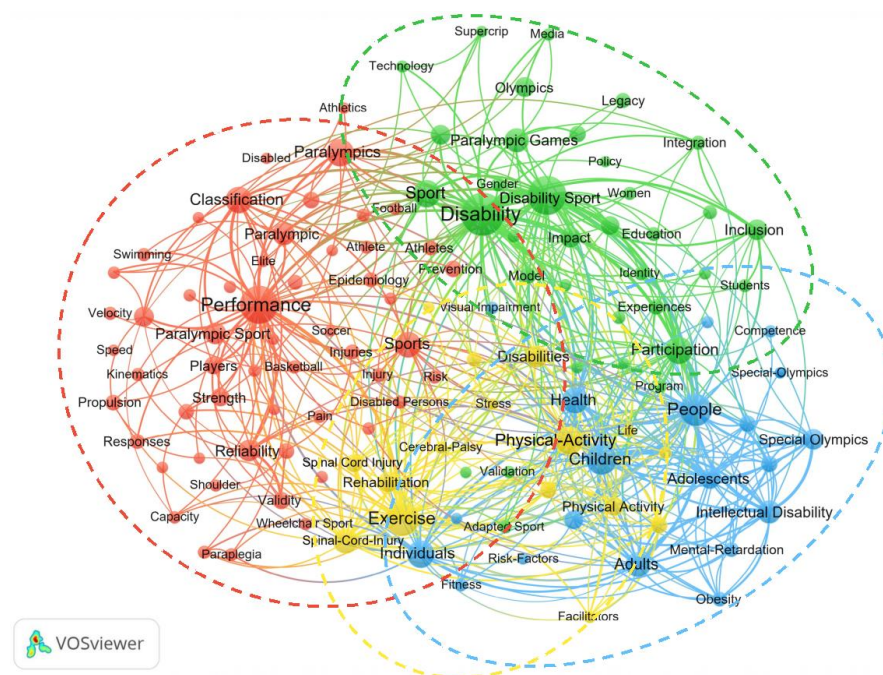 Supercrip
Media
Technology
Olympics
Legacy
Athletics
Paralympic Games
Integration
Disabled
Paralympics
Policy
Gender
Women
Classification
Sport
Disability Sport
Football
Disability
Paralympic
Impact
Education
Inclusion
Athlete
Athletes
Swimming
Elite
Prevention
Model
Identity
Epidemiology
Students
Performance
Visual Impairment
Experiences
Velocity
Paralympic Sport
Soccer
Competence
Speed
Sports
Injuries
Disabilities
Participation
Players
Basketball
Kinematics
Injury
Risk
Special-Olympics
Program
Propulsion
Strength
Disabled Persons
Stress
Health
People
Pain
Life
Responses
Physical-Activity
Special Olympics
Reliability
Cerebral-Palsy
Children
Spinal Cord Injury
Validation
Adolescents
Shoulder
Rehabilitation
Validity
Physical Activity
Intellectual Disability
Capacity
Wheelchair Sport
Exercise
Adapted Sport
Spinal-Cord-Injury
Paraplegia
Individuals
Risk-Factors
Adults
Mental-Retardation
Fitness
Obesity
Facilitators
VOSviewer